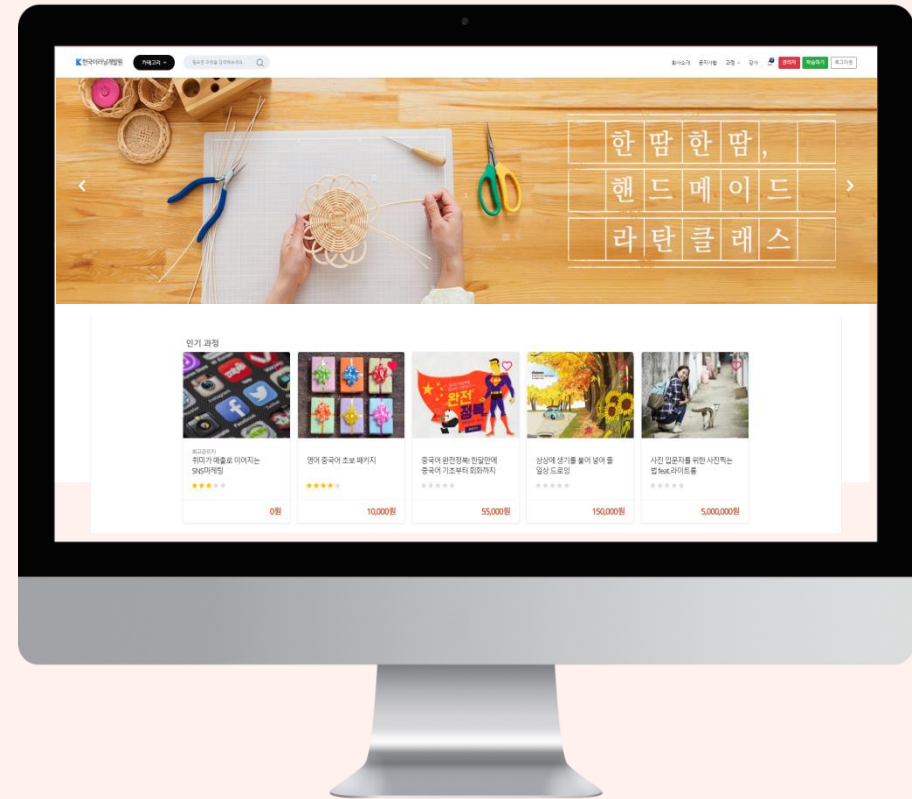 한국이러닝개발원
카테고리
회사소개 공지사항 과정 강사 관리자 학습하기 로그아웃
한 땀 한 땀,
핸드메이드
라탄클래스
인기 과정
취미가 매출로 이어지는
SNS마케팅
0원
영어 중국어 초보 패키지
10,000원
완전
정복
중국어 완전정복! 한달만에
중국어 기초부터 회화까지
55,000원
상상에 생기를 불어 넣어 줄
일상 드로잉
150,000원
사진 입문자를 위한 사진찍는
법 feat.라이트룸
5,000,000원